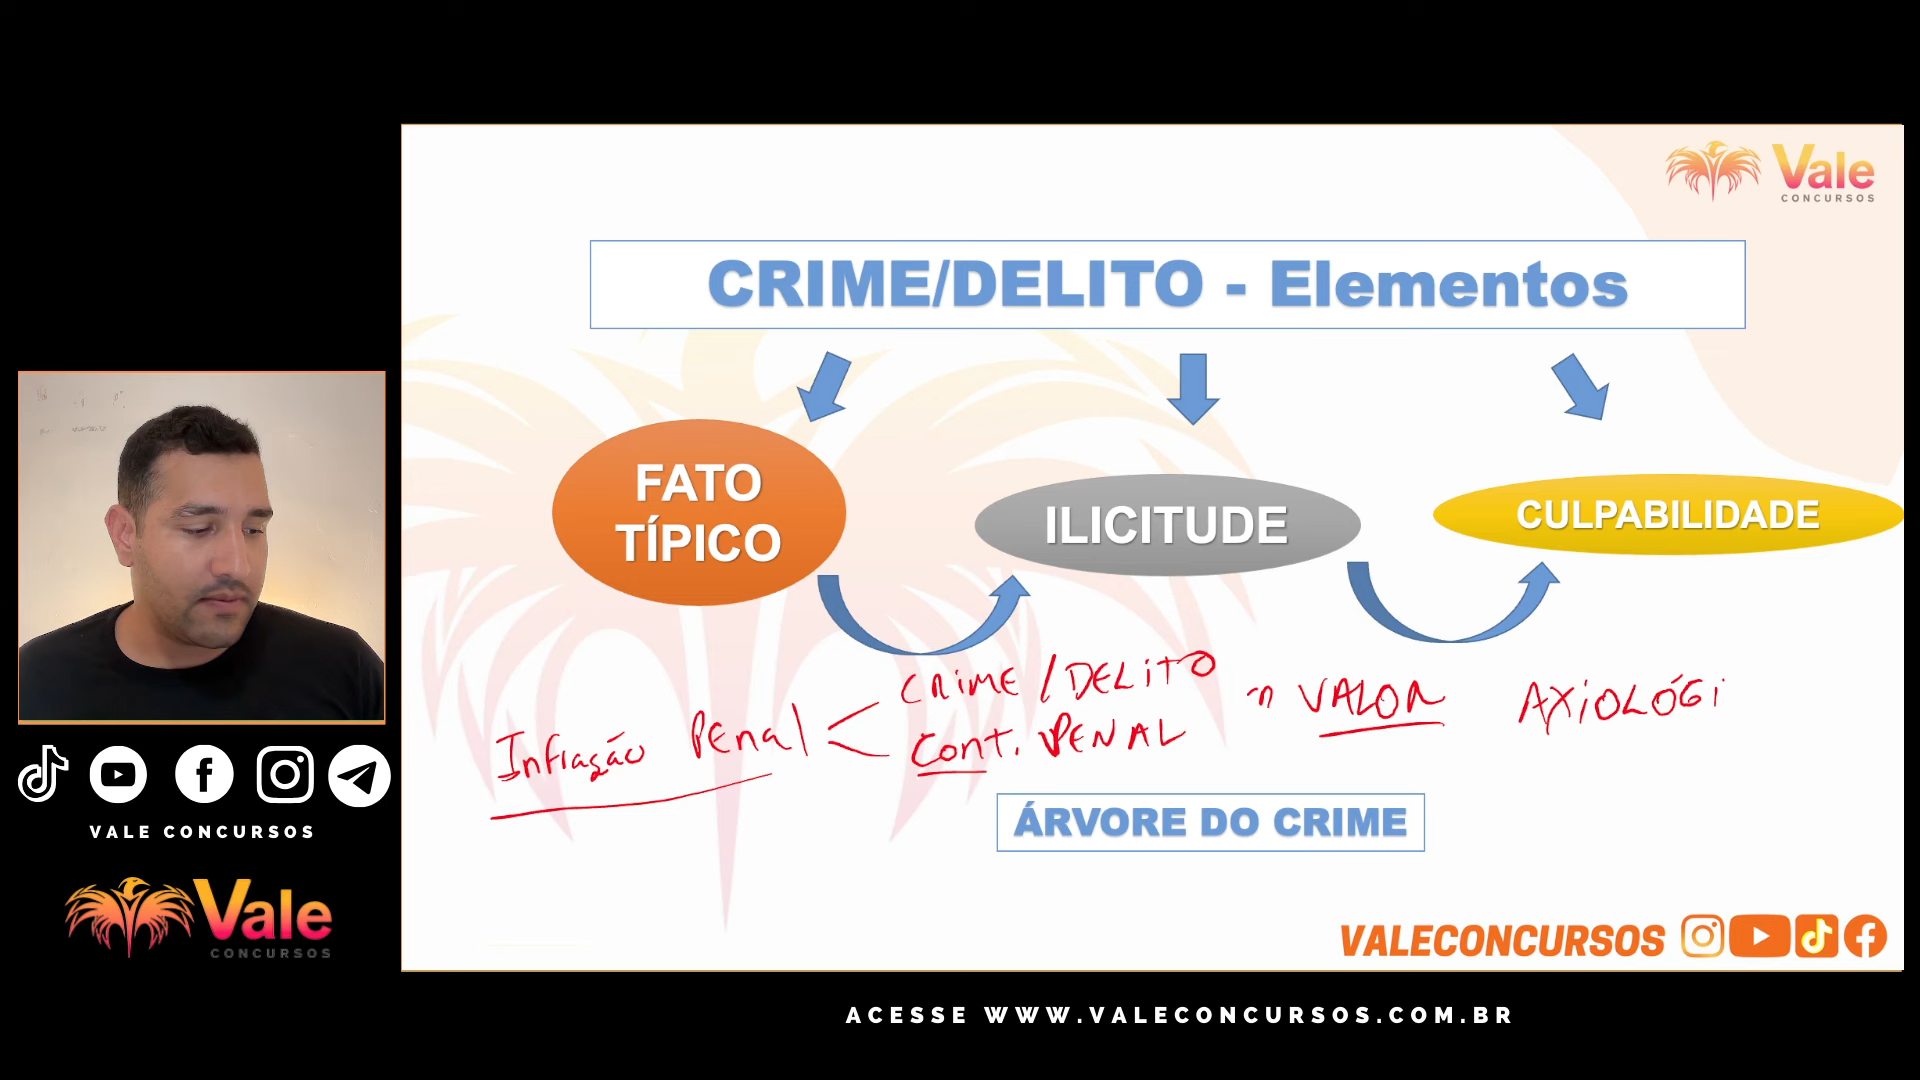 Vale
CONCURSOS
CRIME/DELITO - Elementos
FATO
TÍPICO
ILICITUDE
CULPABILIDADE
Infração Penal
CRIME / DELITO
Cont. PENAL
VALOR
AXIOLÓGI
ÁRVORE DO CRIME
VALECONCURSOS
VALE CONCURSOS
Vale
CONCURSOS
ACESSE WWW.VALECONCURSOS.COM.BR